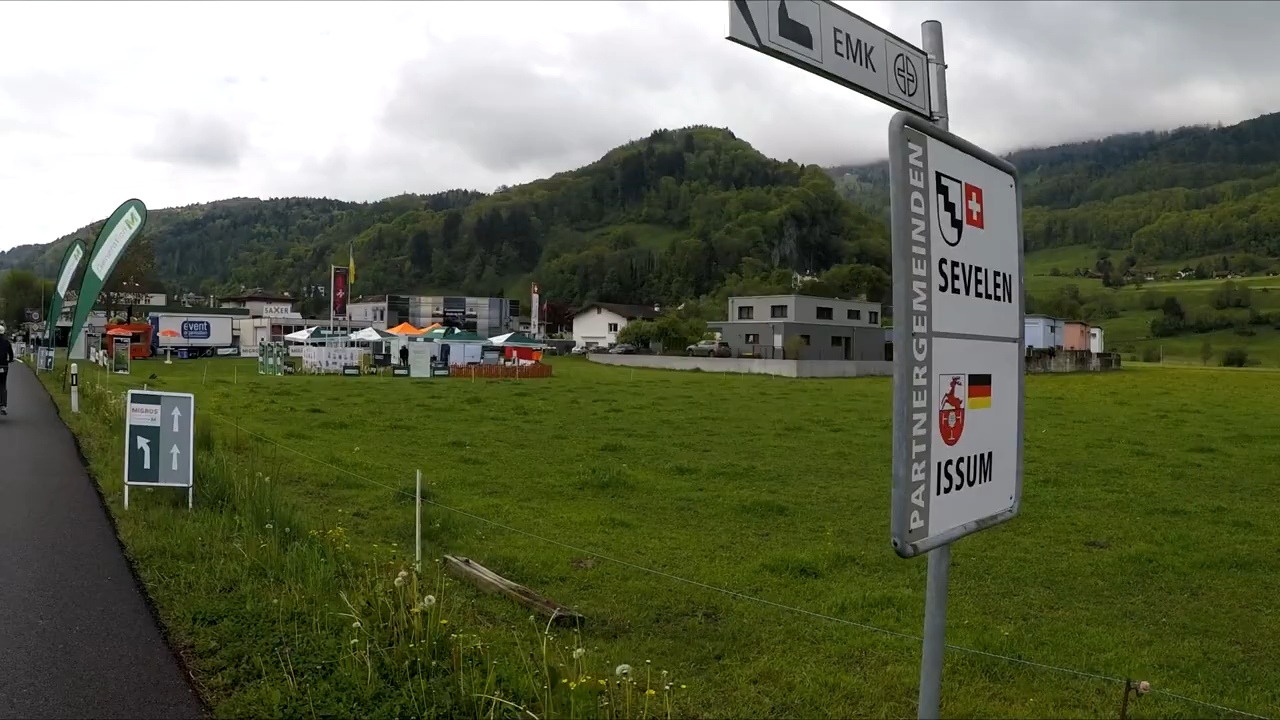 EMK
PARTNERGEMEINDEN
SEVELEN
ISSUM
MIGROS
SAXER
event